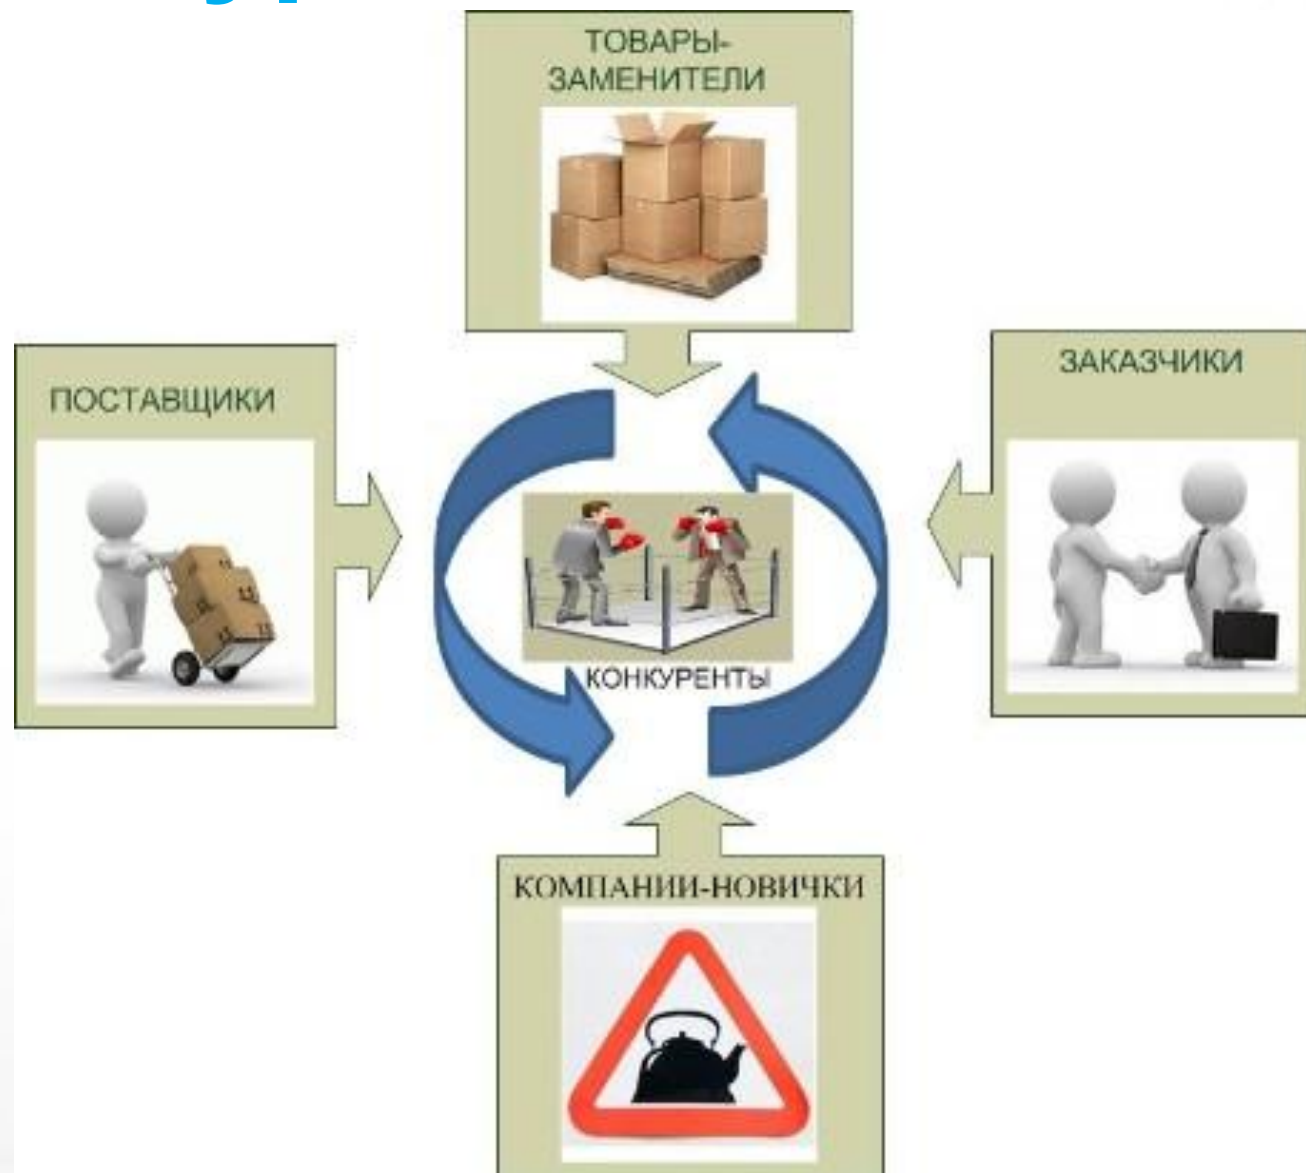 ТОВАРЫ-
ЗАМЕНИТЕЛИ
ПОСТАВЩИКИ
ЗАКАЗЧИКИ
КОНКУРЕНТЫ
КОМПАНИИ-НОВИЧКИ